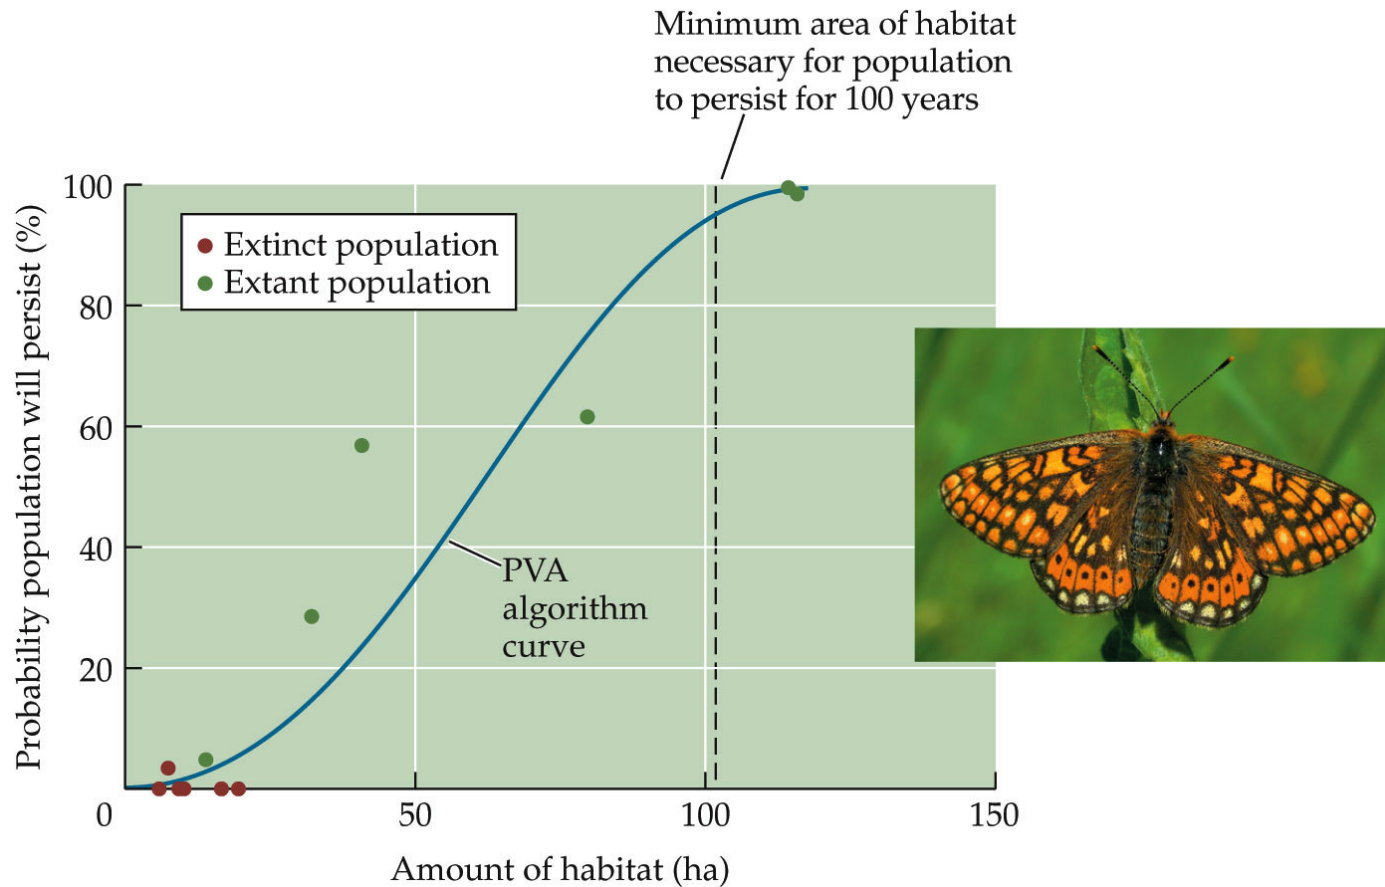 Minimum area of habitat
necessary for population
to persist for 100 years
Probability population will persist (%)
100
80
60
40
20
0
Extinct population
Extant population
PVA
algorithm
curve
50
100
150
Amount of habitat (ha)